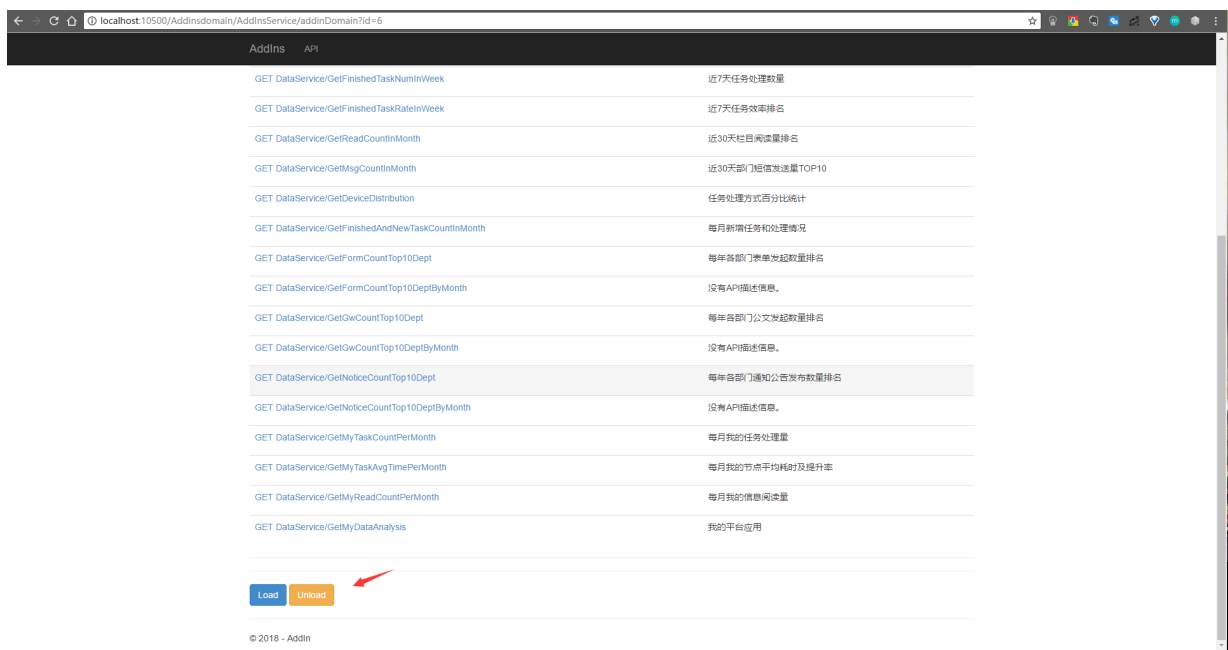 localhost:10500/Addinsdomain/AddInsService/addinDomain?id=6
AddIns API
GET DataService/GetFinishedTaskNumInWeek 近7天任务处理数量
GET DataService/GetFinishedTaskRateInWeek 近7天任务效率排名
GET DataService/GetReadCountInMonth 近30天栏目阅读量排名
GET DataService/GetMsgCountInMonth 近30天部门短信发送量TOP10
GET DataService/GetDeviceDistribution 任务处理方式百分比统计
GET DataService/GetFinishedAndNewTaskCountInMonth 每月新增任务和处理情况
GET DataService/GetFormCountTop10Dept 每年各部门表单发起数量排名
GET DataService/GetFormCountTop10DeptByMonth 没有API描述信息。
GET DataService/GetGwCountTop10Dept 每年各部门公文发起数量排名
GET DataService/GetGwCountTop10DeptByMonth 没有API描述信息。
GET DataService/GetNoticeCountTop10Dept 每年各部门通知公告发布数量排名
GET DataService/GetNoticeCountTop10DeptByMonth 没有API描述信息。
GET DataService/GetMyTaskCountPerMonth 每月我的任务处理量
GET DataService/GetMyTaskAvgTimePerMonth 每月我的节点平均耗时及提升率
GET DataService/GetMyReadCountPerMonth 每月我的信息阅读量
GET DataService/GetMyDataAnalysis 我的平台应用
Load Unload
© 2018 - AddIn